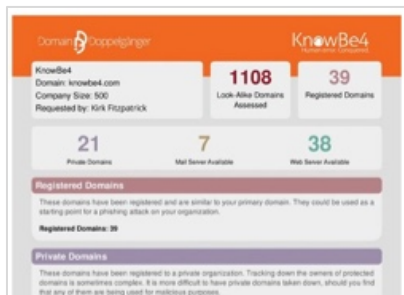 Domain Doppelgänger
KnowBe4
Human error. Conquered.
KnowBe4
Domain: knowbe4.com
Company Size: 500
Requested by: Kirk Fitzpatrick
1108
Look-Alike Domains
Assessed
39
Registered Domains
21
Private Domains
7
Mail Server Available
38
Web Server Available
Registered Domains
These domains have been registered and are similar to your primary domain. They could be used as a
starting point for a phishing attack on your organization.
Registered Domains: 39
Private Domains
These domains have been registered to a private organization. Tracking down the owners of protected
domains is sometimes complex. It is more difficult to have private domains taken down, should you find
that any of them are being used for malicious purposes.